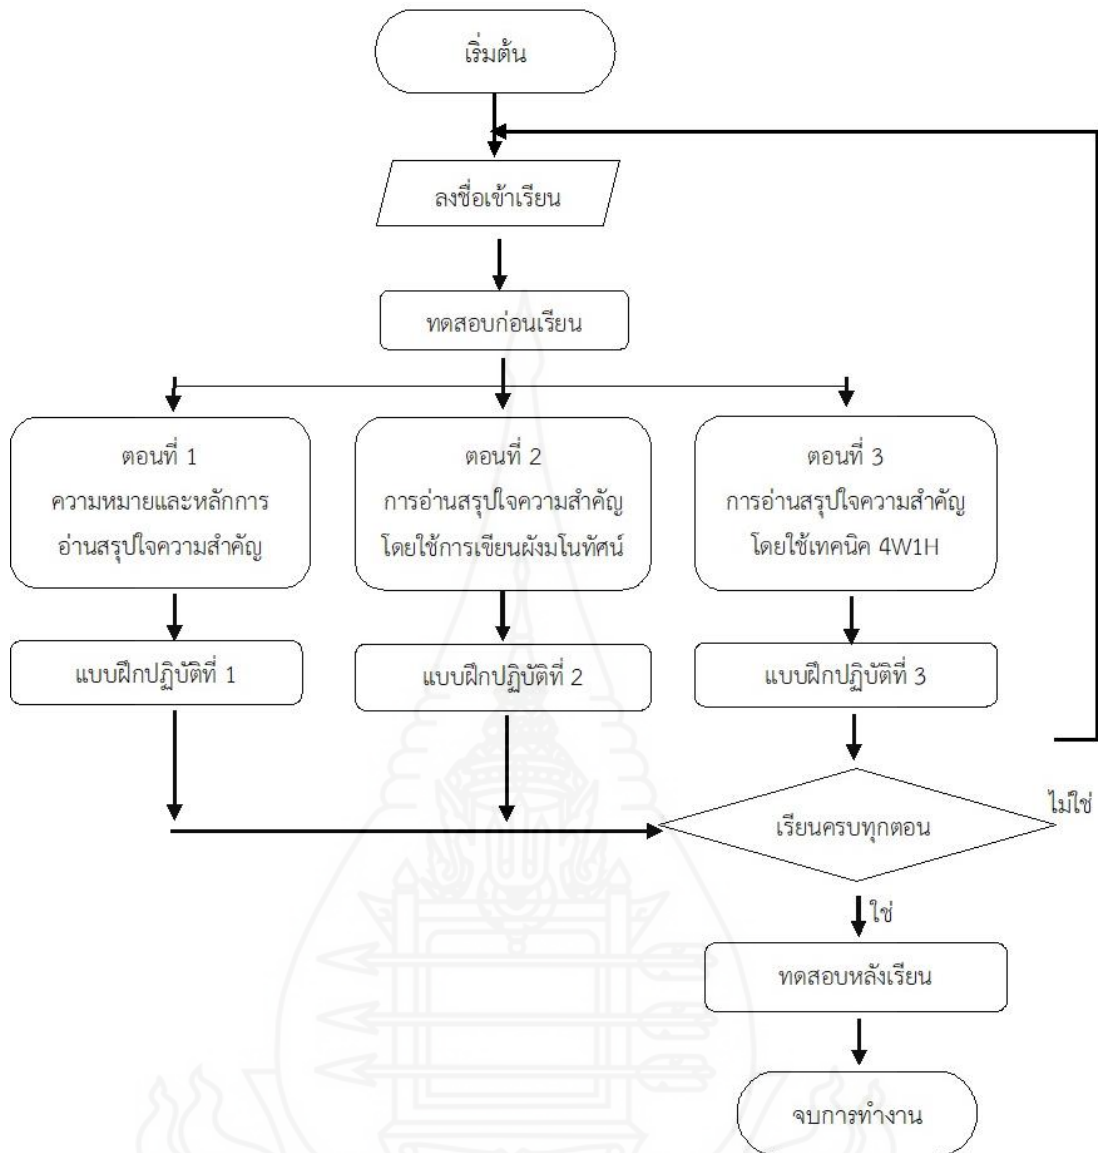 เริ่มต้น
ลงชื่อเข้าเรียน
ทดสอบก่อนเรียน
ตอนที่ 1
ความหมายและหลักการ
อ่านสรุปใจความสำคัญ
ตอนที่ 2
การอ่านสรุปใจความสำคัญ
โดยใช้การเขียนผังมโนทัศน์
ตอนที่ 3
การอ่านสรุปใจความสำคัญ
โดยใช้เทคนิค 4W1H
แบบฝึกปฏิบัติที่ 1
แบบฝึกปฏิบัติที่ 2
แบบฝึกปฏิบัติที่ 3
เรียนครบทุกตอน
ไม่ใช่
ใช่
ทดสอบหลังเรียน
จบการทำงาน